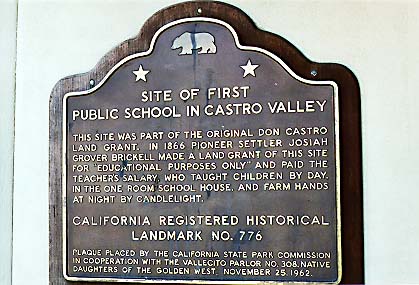 SITE OF FIRST
PUBLIC SCHOOL IN CASTRO VALLEY
THIS SITE WAS PART OF THE ORIGINAL DON CASTRO
LAND GRANT. IN 1866 PIONEER SETTLER JOSIAH
GROVER BRICKELL MADE A LAND GRANT OF THIS SITE
FOR "EDUCATIONAL PURPOSES ONLY" AND PAID THE
TEACHERS SALARY, WHO TAUGHT CHILDREN BY DAY,
IN THE ONE ROOM SCHOOL HOUSE, AND FARM HANDS
AT NIGHT BY CANDLELIGHT.
CALIFORNIA REGISTERED HISTORICAL
LANDMARK NO. 776
PLAQUE PLACED BY THE CALIFORNIA STATE PARK COMMISSION
IN COOPERATION WITH THE VALLECITO PARLOR NO. 308, NATIVE
DAUGHTERS OF THE GOLDEN WEST, NOVEMBER 25, 1962.